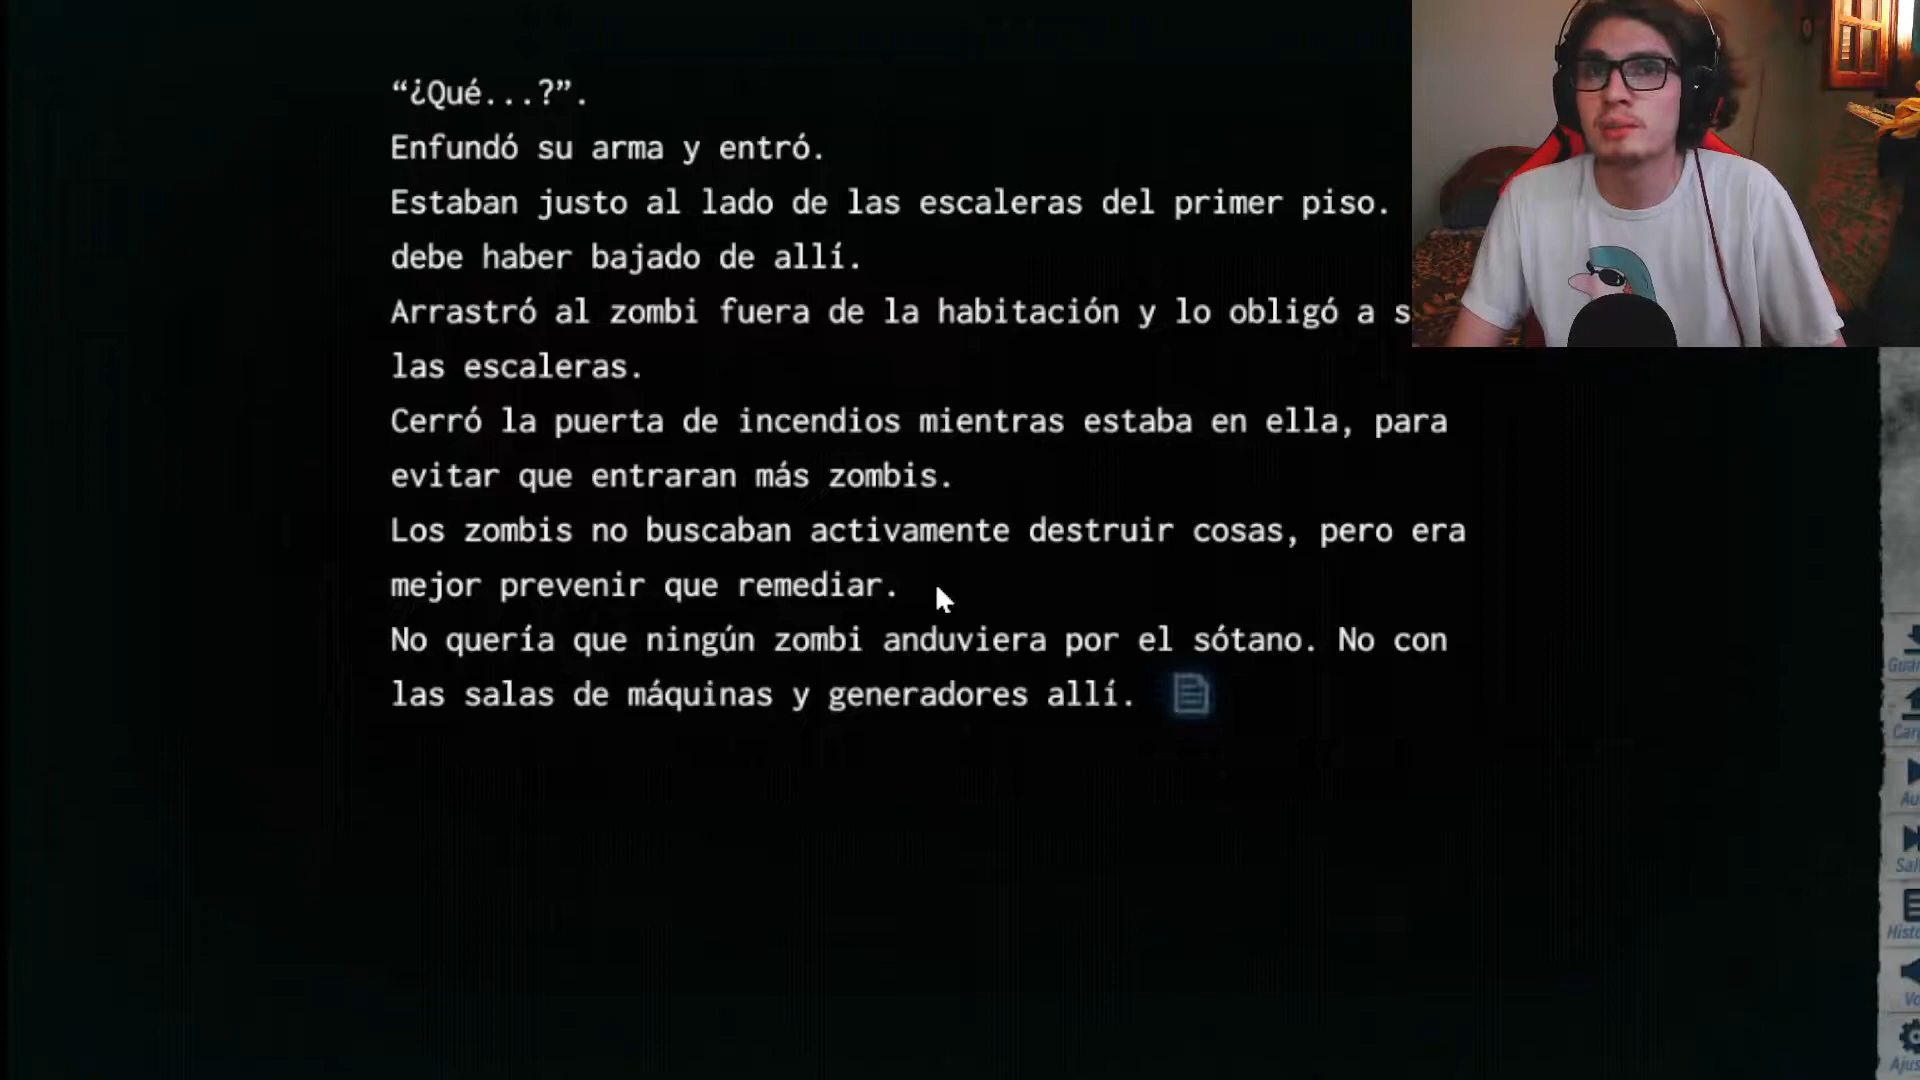 “¿Qué...?”.
Enfundó su arma y entró.
Estaban justo al lado de las escaleras del primer piso.
debe haber bajado de allí.
Arrastró al zombi fuera de la habitación y lo obligó a
las escaleras.
Cerró la puerta de incendios mientras estaba en ella, para
evitar que entraran más zombis.
Los zombis no buscaban activamente destruir cosas, pero era
mejor prevenir que remediar.
No quería que ningún zombi anduviera por el sótano. No con
las salas de máquinas y generadores allí.